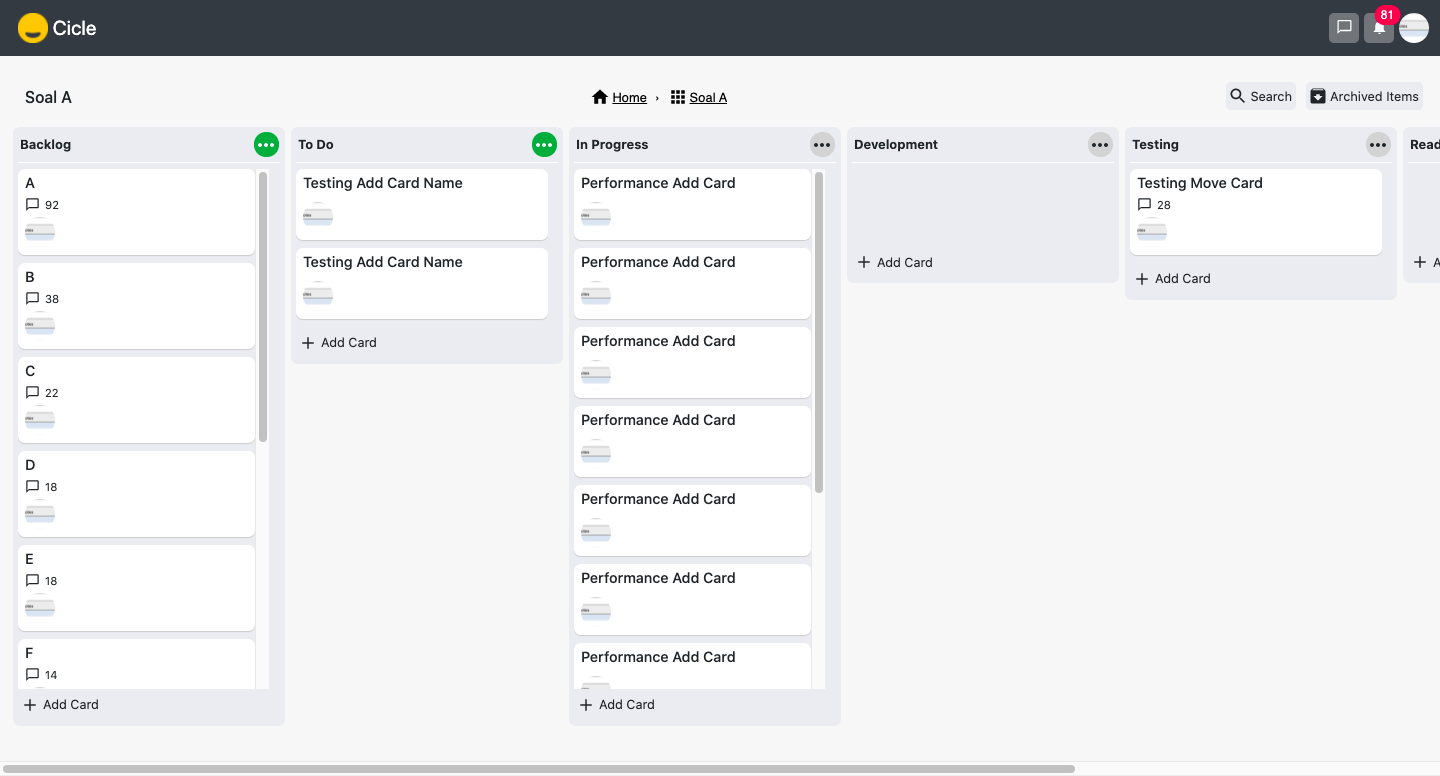 Cicle
81
Soal A
Home › Soal A
Search
Archived Items
Backlog
A
92
B
38
C
22
D
18
E
18
F
14
Add Card
To Do
Testing Add Card Name
Testing Add Card Name
Add Card
In Progress
Performance Add Card
Performance Add Card
Performance Add Card
Performance Add Card
Performance Add Card
Performance Add Card
Performance Add Card
Add Card
Development
Add Card
Testing
Testing Move Card
28
Add Card
Read
A